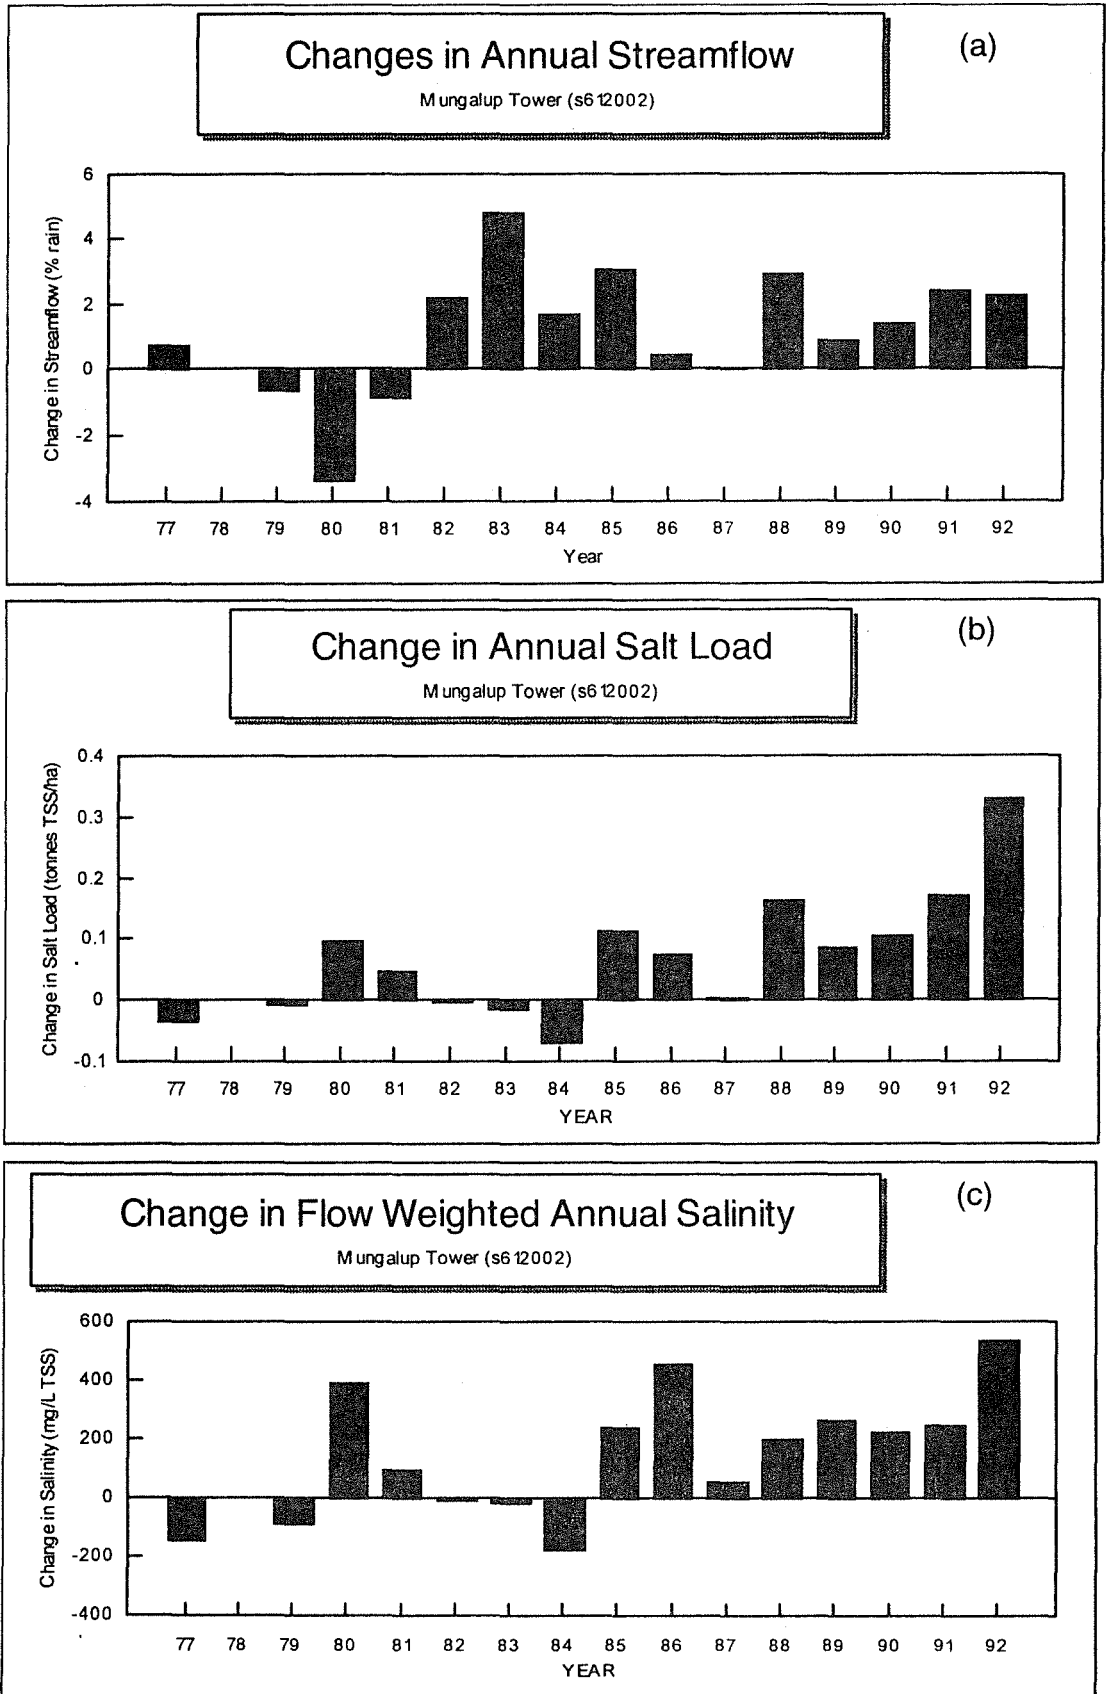 Changes in Annual Streamflow
Mungalup Tower (s612002)
(a)
Change in Streamflow (% rain)
6
4
2
0
-2
-4
77 78 79 80 81 82 83 84 85 86 87 88 89 90 91 92
Year
Change in Annual Salt Load
Mungalup Tower (s612002)
(b)
Change in Salt Load (tonnes TSS/ha)
0.4
0.3
0.2
0.1
0
-0.1
77 78 79 80 81 82 83 84 85 86 87 88 89 90 91 92
YEAR
Change in Flow Weighted Annual Salinity
Mungalup Tower (s612002)
(c)
Change in Salinity (mg/L TSS)
600
400
200
0
-200
-400
77 78 79 80 81 82 83 84 85 86 87 88 89 90 91 92
YEAR